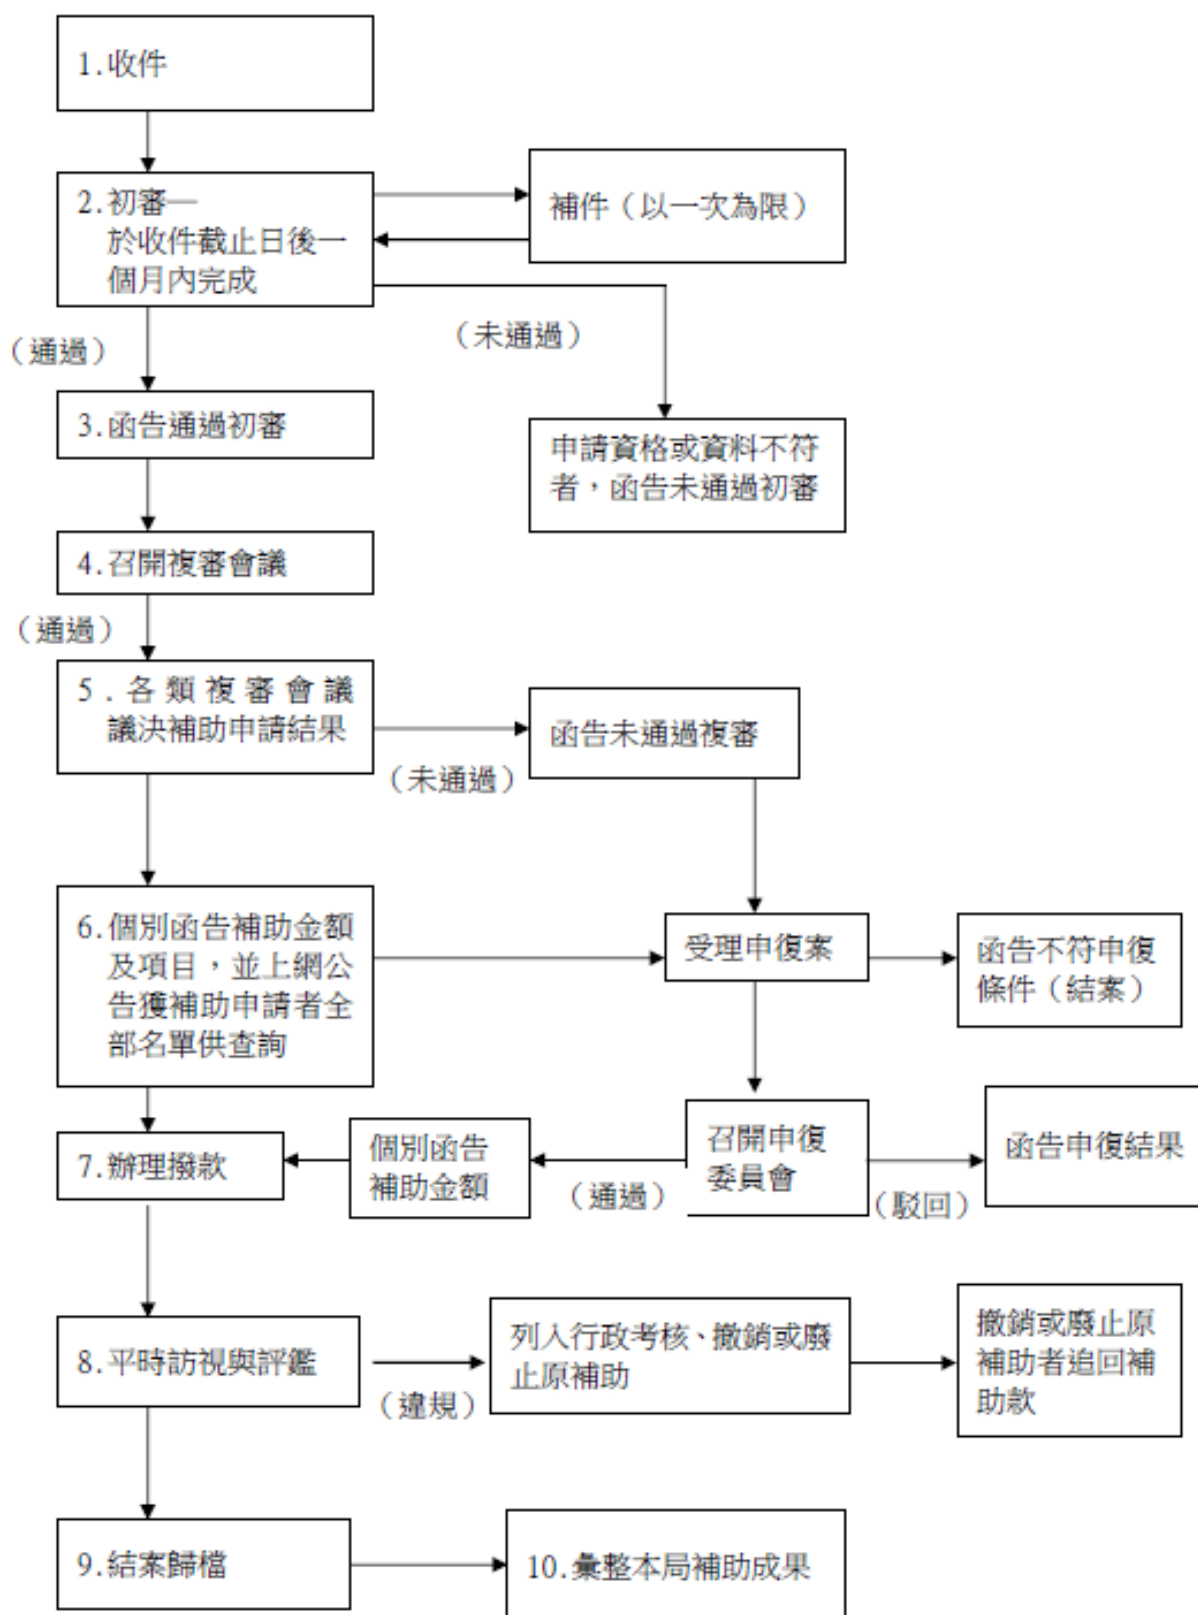 1.收件
2.初審—
於收件截止日後一
個月內完成
補件（以一次為限）
（通過）
（未通過）
3.函告通過初審
申請資格或資料不符
者，函告未通過初審
4.召開複審會議
（通過）
5.各類複審會議
議決補助申請結果
函告未通過複審
（未通過）
6.個別函告補助金額
及項目，並上網公
告獲補助申請者全
部名單供查詢
受理申復案
函告不符申復
條件（結案）
7.辦理撥款
個別函告
補助金額
（通過）
召開申復
委員會
（駁回）
函告申復結果
8.平時訪視與評鑑
（違規）
列入行政考核、撤銷或廢
止原補助
撤銷或廢止原
補助者追回補
助款
9.結案歸檔
10.彙整本局補助成果